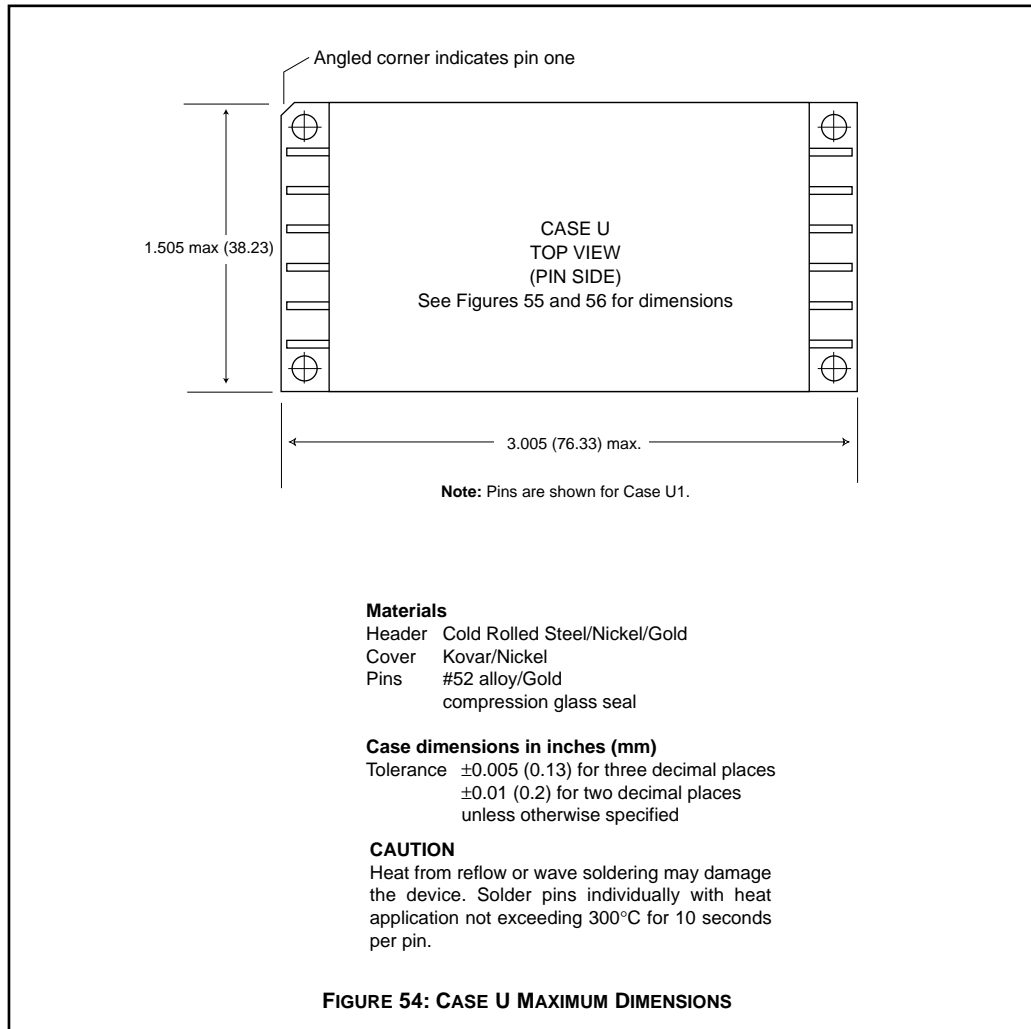 Angled corner indicates pin one
1.505 max (38.23)
CASE U
TOP VIEW
(PIN SIDE)
See Figures 55 and 56 for dimensions
3.005 (76.33) max.
Note: Pins are shown for Case U1.
Materials
Header Cold Rolled Steel/Nickel/Gold
Cover Kovar/Nickel
Pins #52 alloy/Gold
compression glass seal
Case dimensions in inches (mm)
Tolerance ±0.005 (0.13) for three decimal places
±0.01 (0.2) for two decimal places
unless otherwise specified
CAUTION
Heat from reflow or wave soldering may damage
the device. Solder pins individually with heat
application not exceeding 300°C for 10 seconds
per pin.
FIGURE 54: CASE U MAXIMUM DIMENSIONS